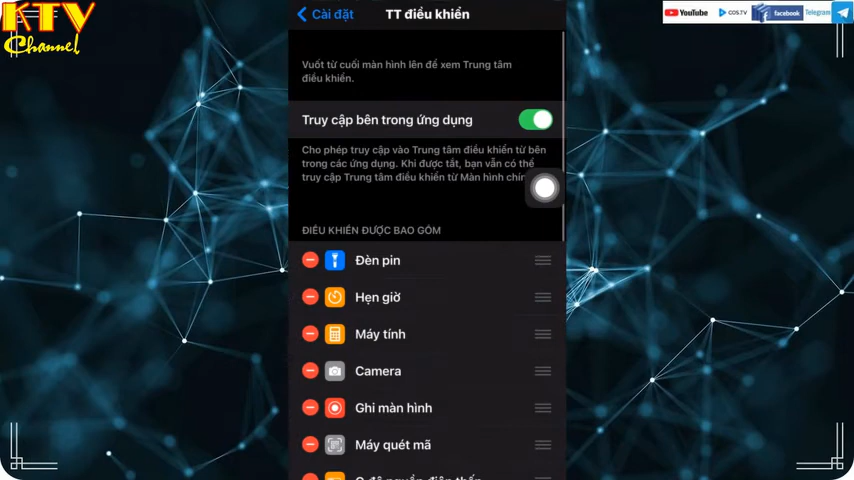 KTV
Channel
YouTube
COS.TV
facebook
Telegram
Cài đặt
TT điều khiển
Vuốt từ cuối màn hình lên để xem Trung tâm
điều khiển.
Truy cập bên trong ứng dụng
Cho phép truy cập vào Trung tâm điều khiển từ bên
trong các ứng dụng. Khi được tắt, bạn vẫn có thể
truy cập Trung tâm điều khiển từ Màn hình chính
ĐIỀU KHIỂN ĐƯỢC BAO GỒM
Đèn pin
Hẹn giờ
Máy tính
Camera
Ghi màn hình
Máy quét mã